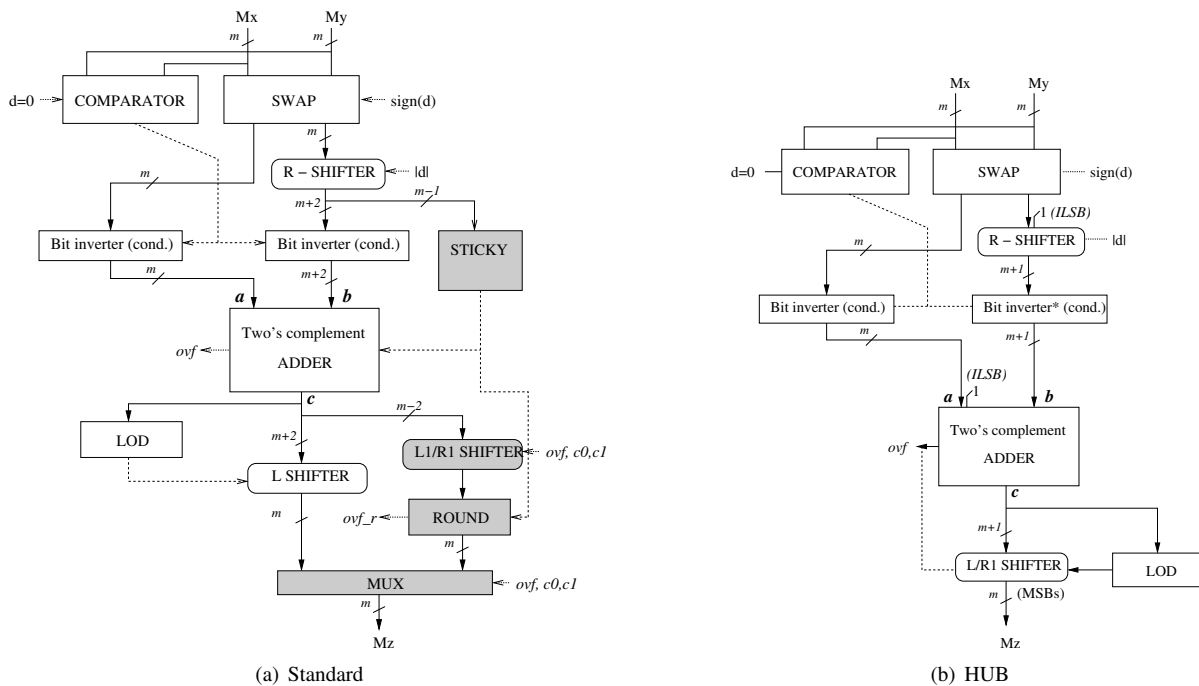 Mx My
m m
d=0 COMPARATOR SWAP sign(d)
m
R − SHIFTER |d|
m m−1
m+2
Bit inverter (cond.) Bit inverter (cond.) STICKY
m m+2
a b
Two's complement
ADDER
ovf
c
m−2
LOD m+2 L1/R1 SHIFTER ovf, c0,c1
L SHIFTER
m ovf_r ROUND
m
MUX ovf, c0,c1
m
Mz
(a) Standard
Mx My
m m
d=0 COMPARATOR SWAP sign(d)
1 (ILSB)
R − SHIFTER |d|
m m+1
Bit inverter (cond.) Bit inverter* (cond.)
m m+1
(ILSB)
a 1 b
Two's complement
ADDER
ovf
c
m+1
L/R1 SHIFTER LOD
m (MSBs)
Mz
(b) HUB